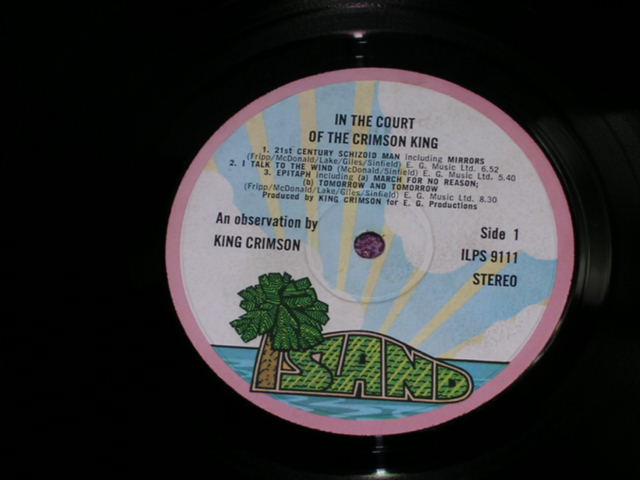 IN THE COURT
OF THE CRIMSON KING
1. 21st CENTURY SCHIZOID MAN including MIRRORS
(Fripp/McDonald/Lake/Giles/Sinfield) E. G. Music Ltd. 6.52
2. I TALK TO THE WIND (McDonald/Sinfield) E. G. Music Ltd. 5.40
3. EPITAPH including (a) MARCH FOR NO REASON;
(b) TOMORROW AND TOMORROW
(Fripp/McDonald/Lake/Giles/Sinfield) E. G. Music Ltd. 8.30
Produced by KING CRIMSON for E. G. Productions
An observation by
KING CRIMSON
Side 1
ILPS 9111
STEREO
ISLAND